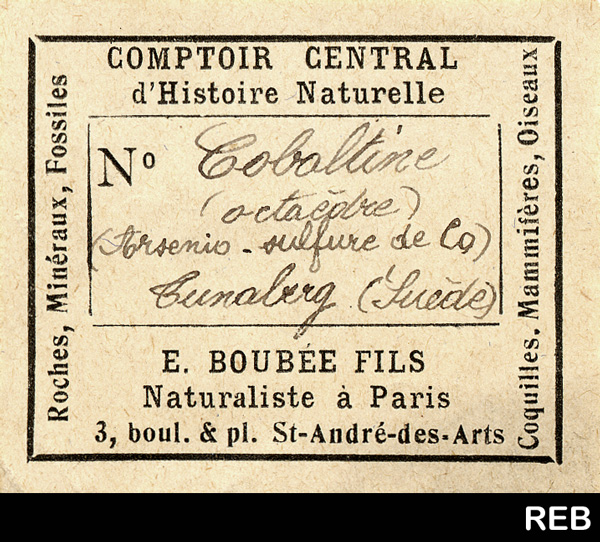 COMPTOIR CENTRAL
d'Histoire Naturelle
Roches, Minéraux, Fossiles
Nº Cobaltine
(octaèdre)
(Arsenio-sulfure de Co)
Tunaberg (Suède)
Coquilles. Mammifères, Oiseaux
E. BOUBÉE FILS
Naturaliste à Paris
3, boul. & pl. St-André-des-Arts
REB